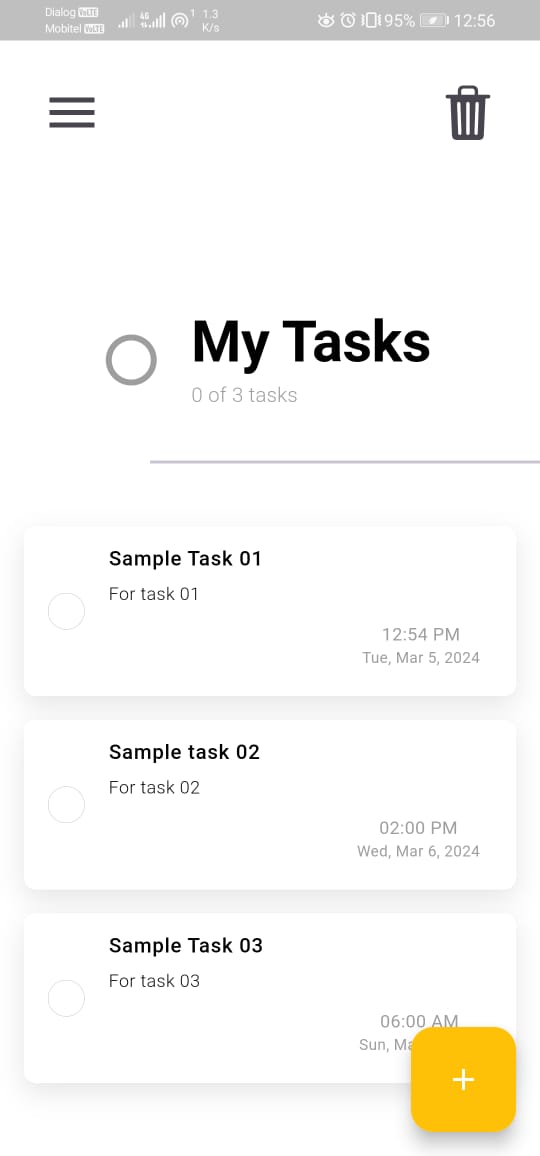 Dialog VoLTE
Mobitel VoLTE
4G
1
1.3
K/s
95%
12:56
My Tasks
0 of 3 tasks
Sample Task 01
For task 01
12:54 PM
Tue, Mar 5, 2024
Sample task 02
For task 02
02:00 PM
Wed, Mar 6, 2024
Sample Task 03
For task 03
06:00 AM
Sun,
+